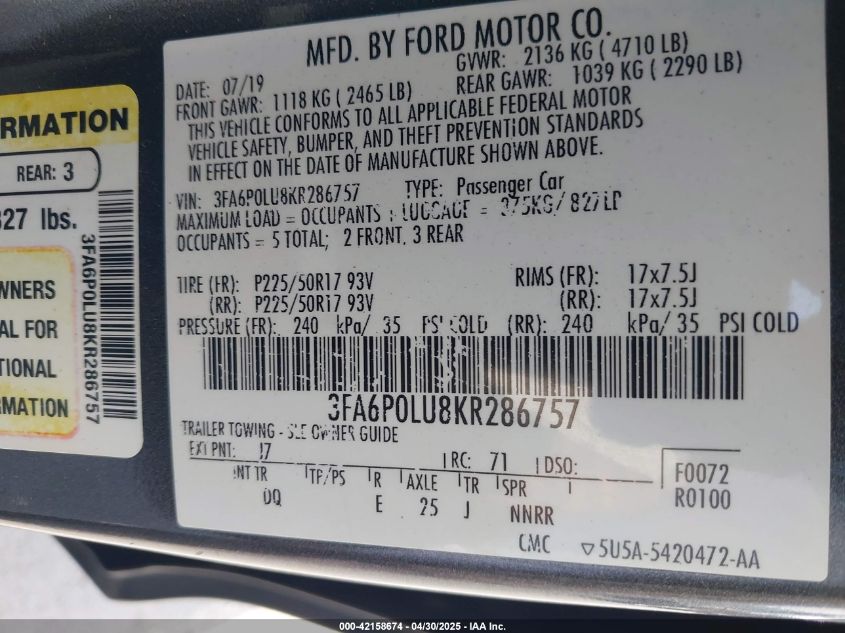 RMATION
REAR: 3
327 lbs.
WNERS
AL FOR
TIONAL
RMATION
3FA6P0LU8KR286757
MFD. BY FORD MOTOR CO.
DATE: 07/19 GVWR: 2136 KG ( 4710 LB)
FRONT GAWR: 1118 KG ( 2465 LB) REAR GAWR: 1039 KG ( 2290 LB)
THIS VEHICLE CONFORMS TO ALL APPLICABLE FEDERAL MOTOR
VEHICLE SAFETY, BUMPER, AND THEFT PREVENTION STANDARDS
IN EFFECT ON THE DATE OF MANUFACTURE SHOWN ABOVE.
VIN: 3FA6P0LU8KR286757 TYPE: Passenger Car
MAXIMUM LOAD = OCCUPANTS + LUGGAGE = 375KG/ 827LB
OCCUPANTS = 5 TOTAL; 2 FRONT, 3 REAR
TIRE (FR): P225/50R17 93V RIMS (FR): 17x7.5J
(RR): P225/50R17 93V (RR): 17x7.5J
PRESSURE (FR): 240 kPa/ 35 PSI COLD (RR): 240 kPa/ 35 PSI COLD
3FA6P0LU8KR286757
TRAILER TOWING - SEE OWNER GUIDE
EXT PNT: RC: 71 DSO: F0072
INT TR TP/PS R AXLE TR SPR R0100
DQ E 25 J NNRR
CMC ▽5U5A-5420472-AA
000-42158674 - 04/30/2025 - IAA Inc.